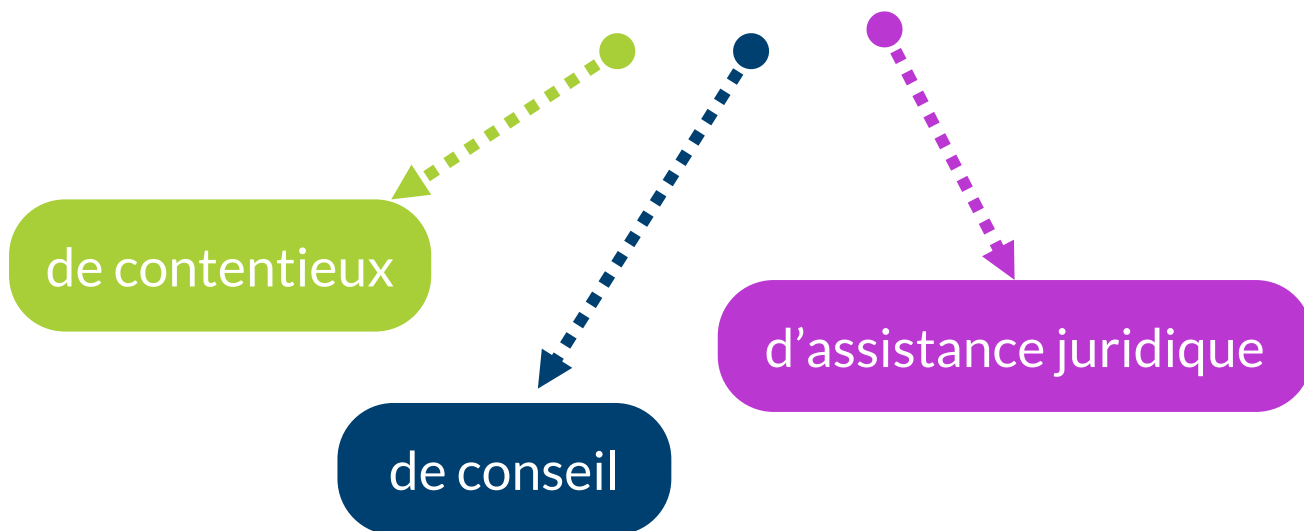 de contentieux
d’assistance juridique
de conseil